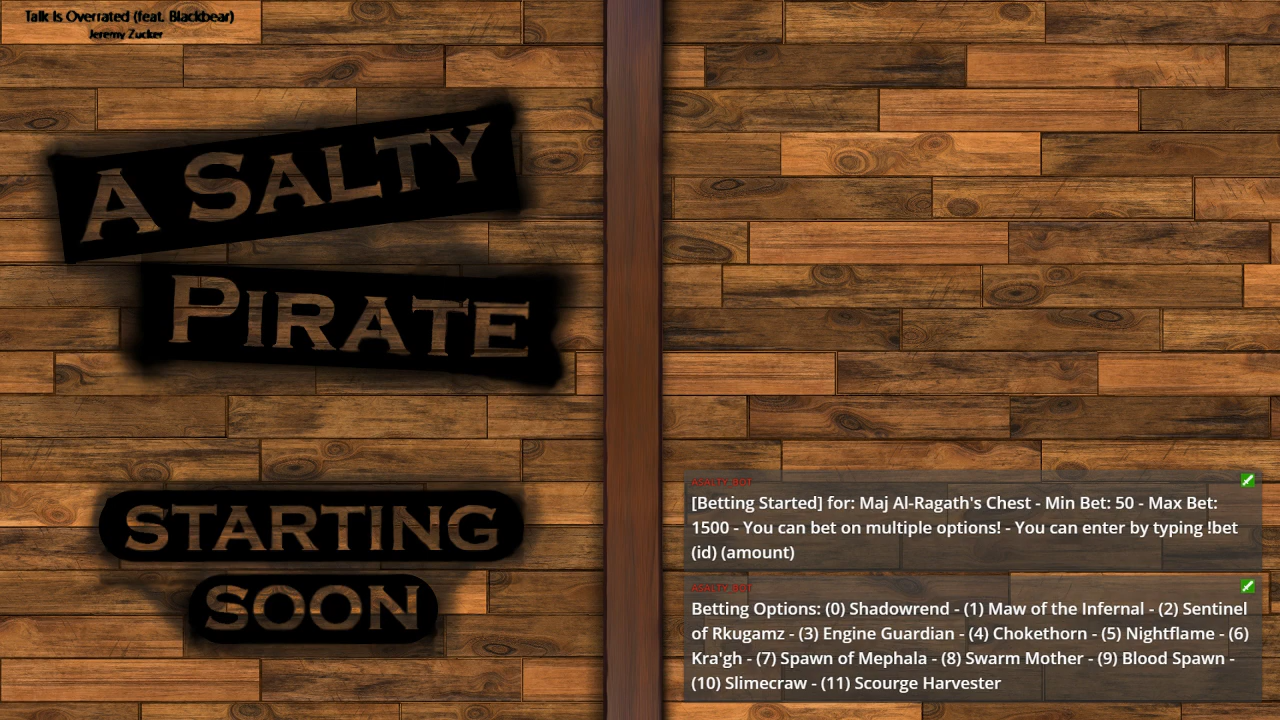 Talk Is Overrated (feat. Blackbear)
Jeremy Zucker
A SALTY
PIRATE
STARTING
SOON
ASALTY BOT
[Betting Started] for: Maj Al-Ragath's Chest - Min Bet: 50 - Max Bet:
1500 - You can bet on multiple options! - You can enter by typing !bet
(id) (amount)
ASALTY BOT
Betting Options: (0) Shadowrend - (1) Maw of the Infernal - (2) Sentinel
of Rkugamz - (3) Engine Guardian - (4) Chokethorn - (5) Nightflame - (6)
Kra'gh - (7) Spawn of Mephala - (8) Swarm Mother - (9) Blood Spawn -
(10) Slimecraw - (11) Scourge Harvester